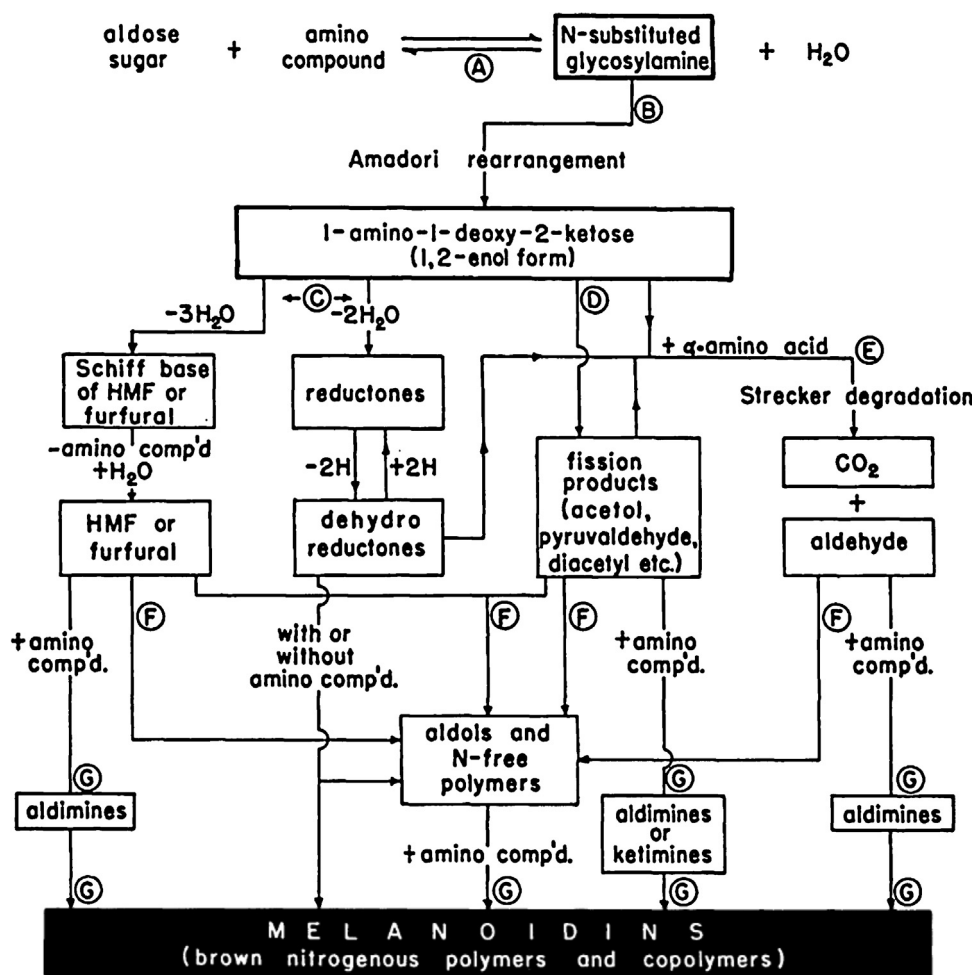 aldose sugar + amino compound Ⓐ N-substituted glycosylamine + H₂O
Ⓑ
Amadori rearrangement
1-amino-1-deoxy-2-ketose
(1,2-enol form)
-3H₂O
Ⓒ
-2H₂O
Ⓓ
+ α-amino acid Ⓔ
Strecker degradation
Schiff base
of HMF or
furfural
reductones
-amino comp'd
+H₂O
-2H
+2H
fission
products
(acetol,
pyruvaldehyde,
diacetyl etc.)
CO₂
+
aldehyde
HMF or
furfural
dehydro
reductones
Ⓕ
Ⓕ
Ⓕ
Ⓕ
+amino
comp'd.
with or
without
amino comp'd.
+amino
comp'd.
+amino
comp'd.
aldols and
N-free
polymers
Ⓖ
Ⓖ
Ⓖ
aldimines
aldimines
or
ketimines
aldimines
+amino comp'd.
Ⓖ
Ⓖ
Ⓖ
Ⓖ
MELANOIDINS
(brown nitrogenous polymers and copolymers)